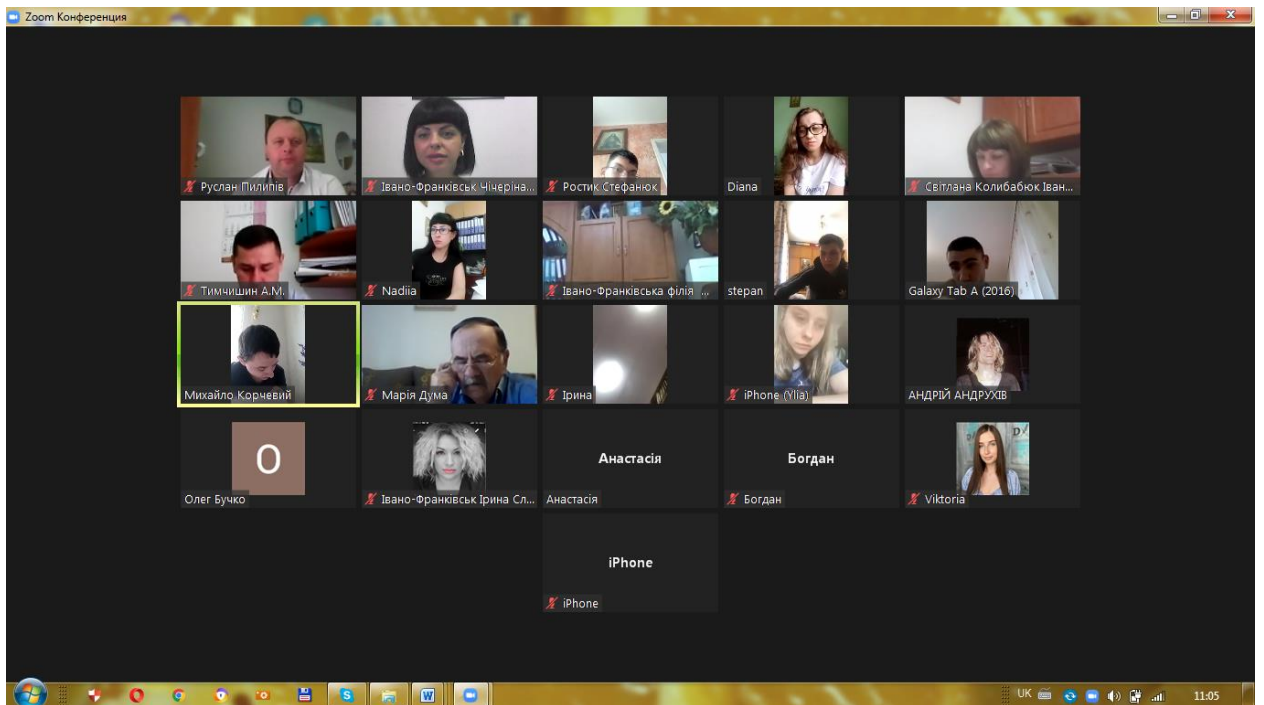 Zoom Конференция
Руслан Пилипів
Івано-Франківськ Чічеріна...
Ростик Стефанюк
Diana
Світлана Колибабюк Іван...
Тимчишин А.М.
Nadiia
Івано-Франківська філія ...
stepan
Galaxy Tab A (2016)
Михайло Корчевий
Марія Дума
Ірина
iPhone (Ylia)
АНДРІЙ АНДРУХІВ
О
Олег Бучко
Івано-Франківськ Ірина Сл...
Анастасія
Анастасія
Богдан
Богдан
Viktoria
iPhone
iPhone
UK
11:05